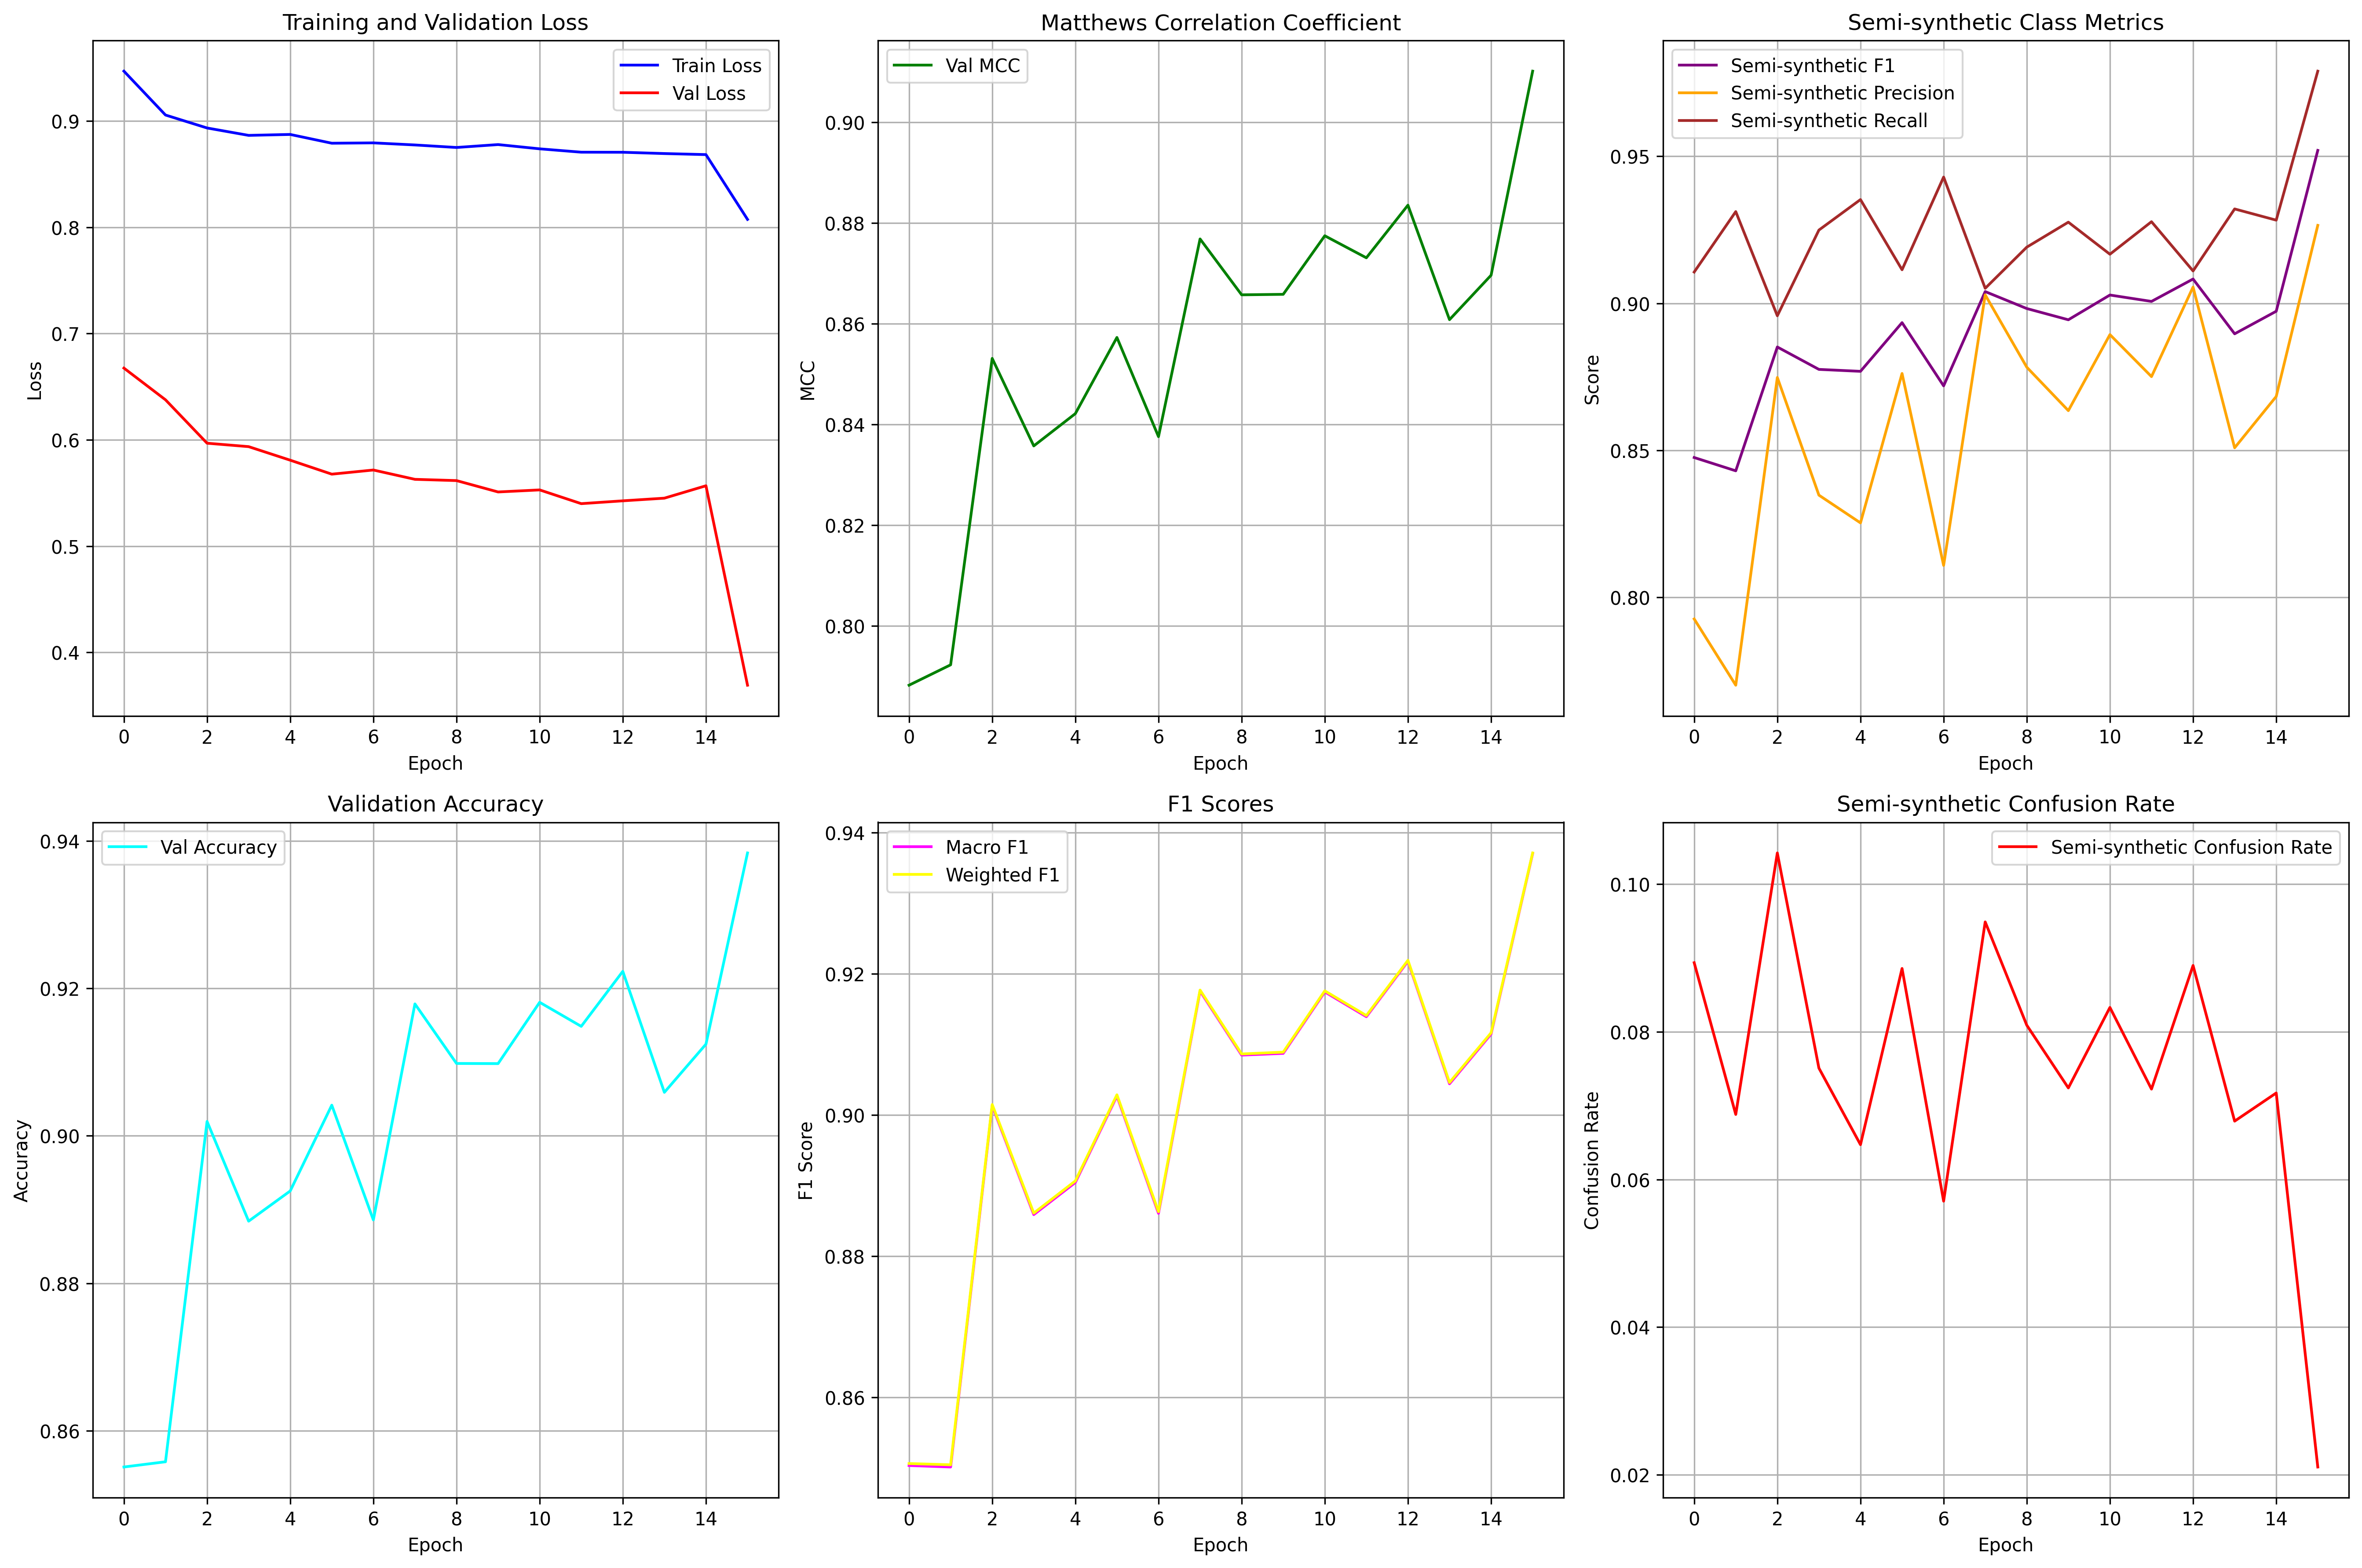 Training and Validation Loss
Train Loss
Val Loss
Loss
0.9
0.8
0.7
0.6
0.5
0.4
0 2 4 6 8 10 12 14
Epoch
Matthews Correlation Coefficient
Val MCC
MCC
0.90
0.88
0.86
0.84
0.82
0.80
0 2 4 6 8 10 12 14
Epoch
Semi-synthetic Class Metrics
Semi-synthetic F1
Semi-synthetic Precision
Semi-synthetic Recall
Score
0.95
0.90
0.85
0.80
0 2 4 6 8 10 12 14
Epoch
Validation Accuracy
Val Accuracy
Accuracy
0.94
0.92
0.90
0.88
0.86
0 2 4 6 8 10 12 14
Epoch
F1 Scores
Macro F1
Weighted F1
F1 Score
0.94
0.92
0.90
0.88
0.86
0 2 4 6 8 10 12 14
Epoch
Semi-synthetic Confusion Rate
Semi-synthetic Confusion Rate
Confusion Rate
0.10
0.08
0.06
0.04
0.02
0 2 4 6 8 10 12 14
Epoch